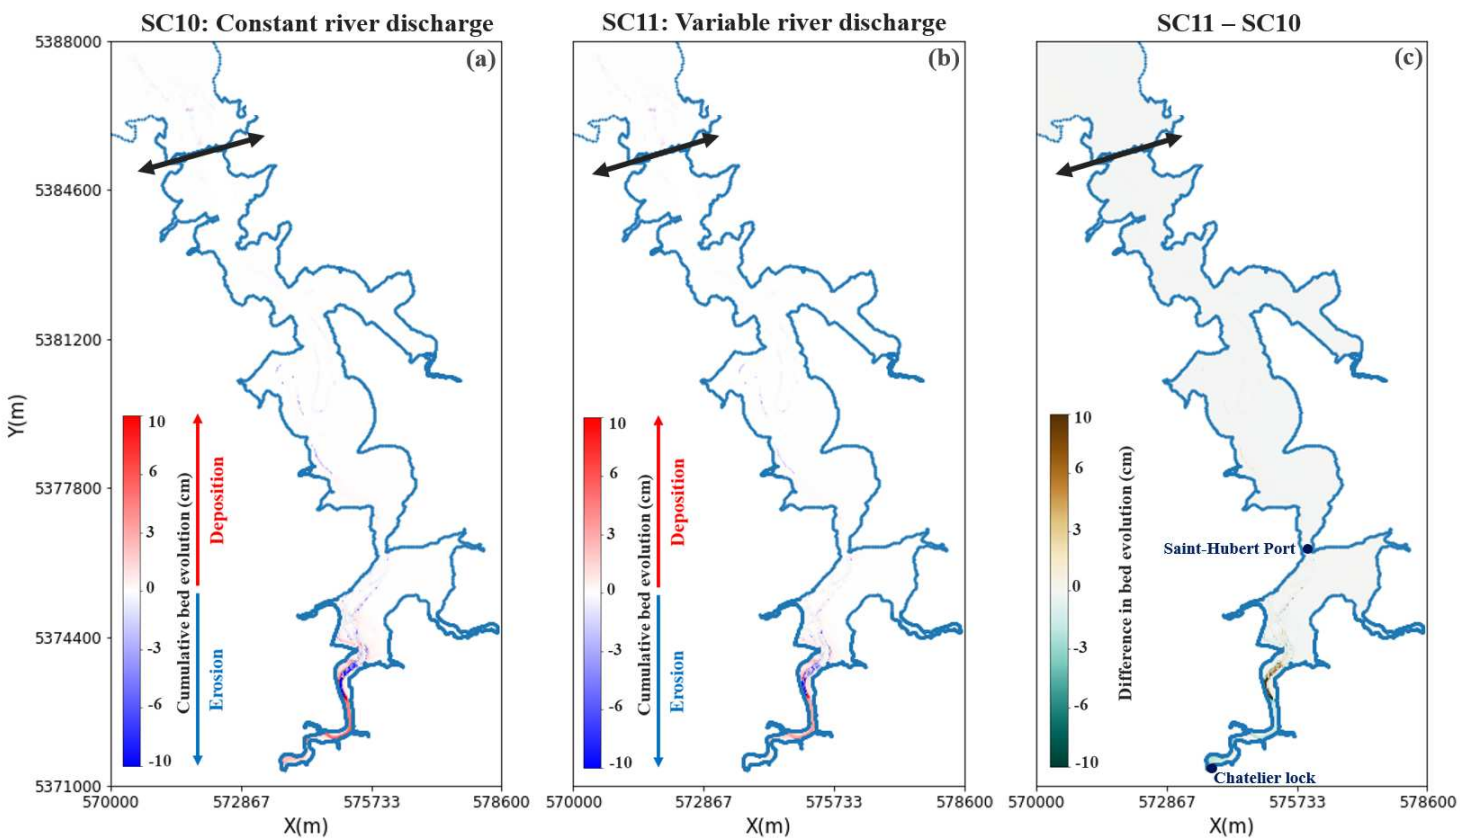 SC10: Constant river discharge
SC11: Variable river discharge
SC11 – SC10
(a)
(b)
(c)
5388000
5384600
5381200
5377800
5374400
5371000
Y(m)
10
6
3
0
-3
-6
-10
Cumulative bed evolution (cm)
Deposition
Erosion
10
6
3
0
-3
-6
-10
Cumulative bed evolution (cm)
Deposition
Erosion
10
6
3
0
-3
-6
-10
Difference in bed evolution (cm)
Saint-Hubert Port
Chatelier lock
570000 572867 575733 578600
570000 572867 575733 578600
570000 572867 575733 578600
X(m)
X(m)
X(m)